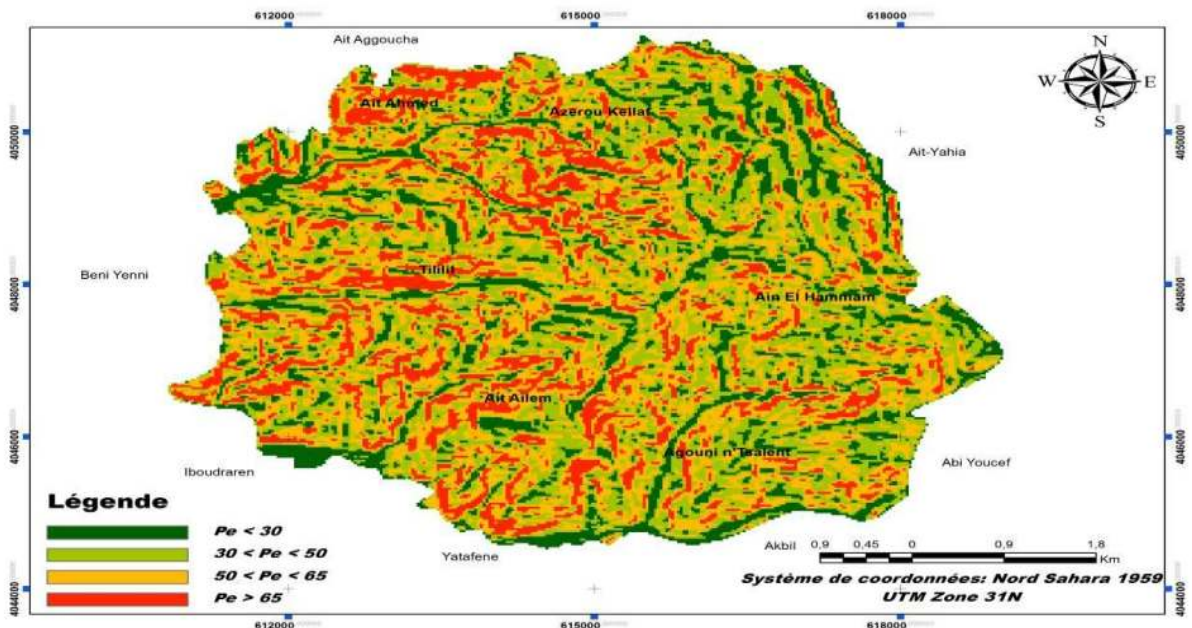 612000 615000 618000
Ait Aggoucha
N
W E
S
Ait Ahmed
Azerou Kellal
4050000 4050000
Ait-Yahia
Beni Yenni
Tililit
4048000 4048000
Ain El Hammam
Ait Ailem
4046000 4046000
Agouni n'Tsalent
Iboudraren
Abi Youcef
Légende
Pe < 30
30 < Pe < 50
50 < Pe < 65
Pe > 65
Yatafene
Akbil
0,9 0,45 0 0,9 1,8
Km
Système de coordonnées: Nord Sahara 1959
UTM Zone 31N
4044000 4044000
612000 615000 618000